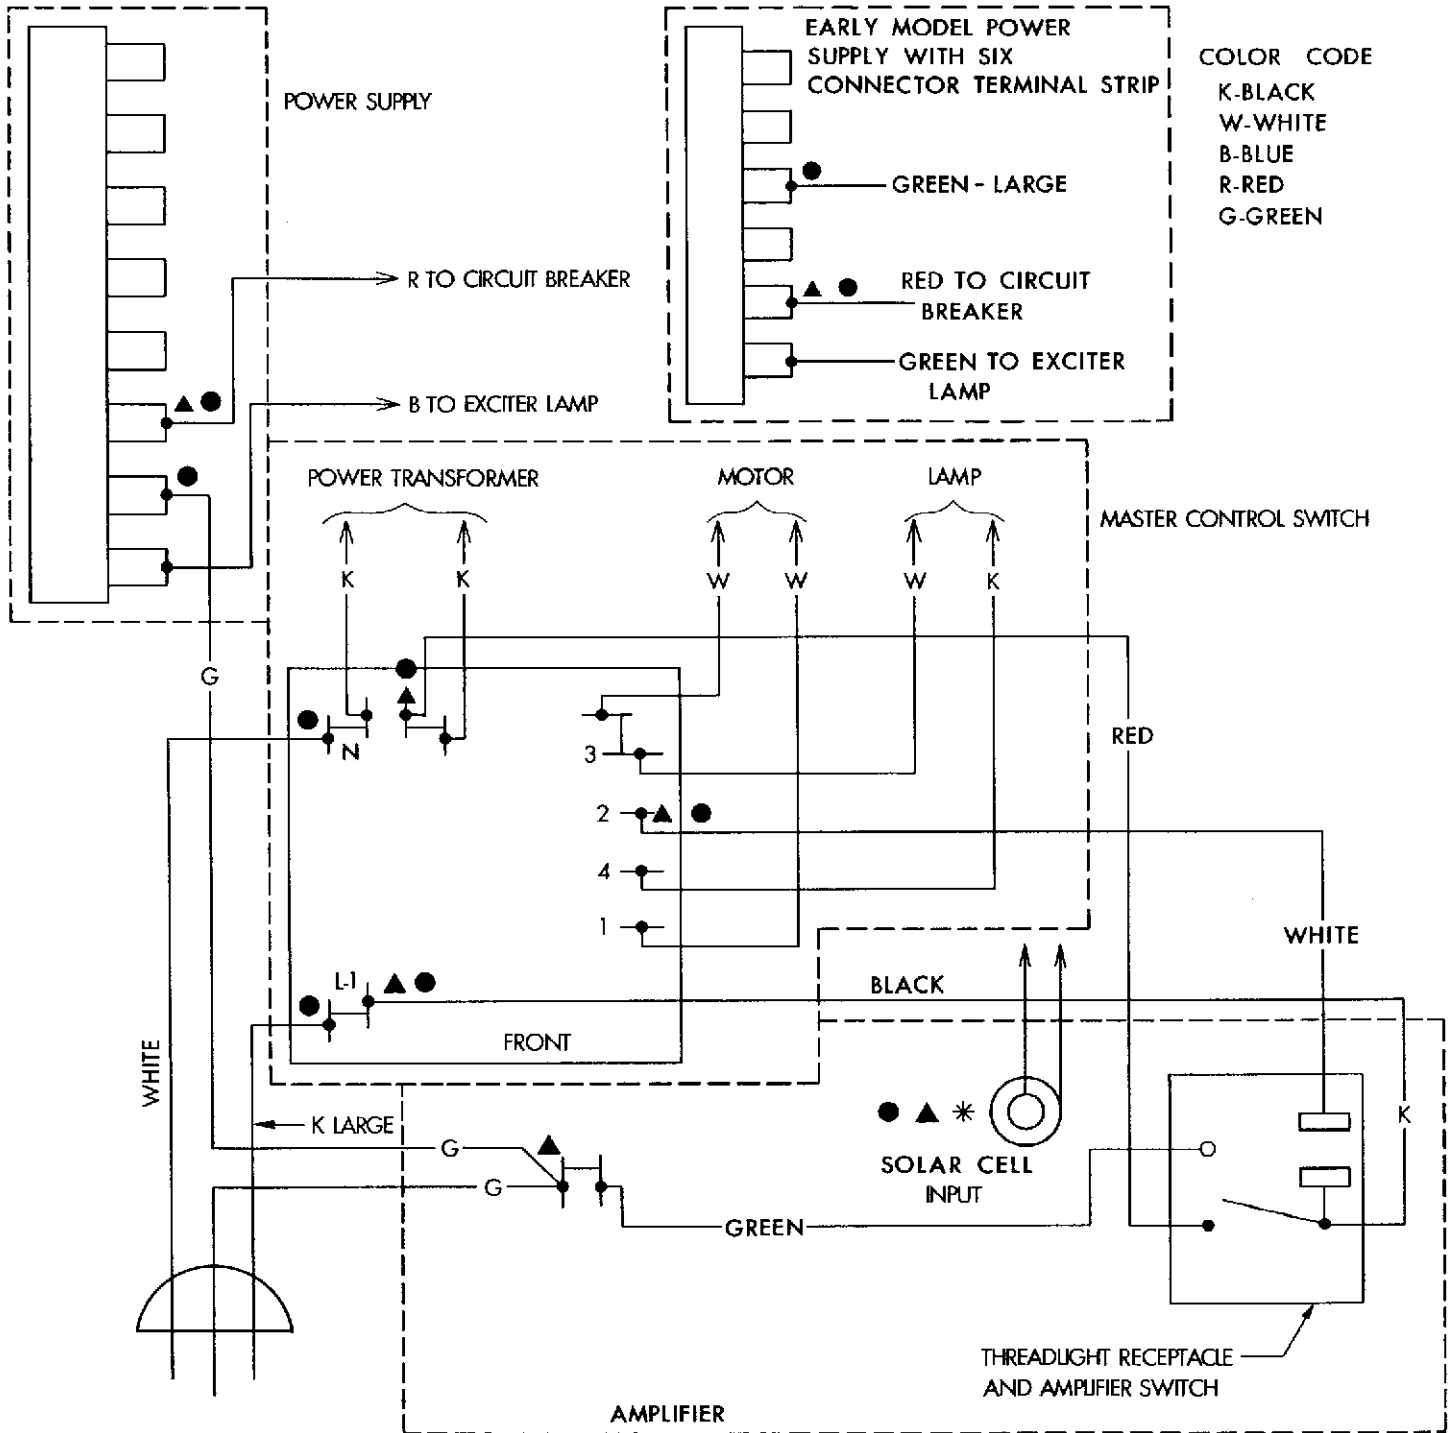 EARLY MODEL POWER
SUPPLY WITH SIX
CONNECTOR TERMINAL STRIP
COLOR CODE
K-BLACK
W-WHITE
B-BLUE
R-RED
G-GREEN
POWER SUPPLY
GREEN - LARGE
R TO CIRCUIT BREAKER
RED TO CIRCUIT
BREAKER
GREEN TO EXCITER
LAMP
B TO EXCITER LAMP
POWER TRANSFORMER
MOTOR
LAMP
MASTER CONTROL SWITCH
K
K
W
W
W
K
G
N
3
RED
2
4
1
WHITE
L-1
BLACK
FRONT
WHITE
K LARGE
K
G
G
SOLAR CELL
INPUT
GREEN
THREADLIGHT RECEPTACLE
AND AMPLIFIER SWITCH
AMPLIFIER